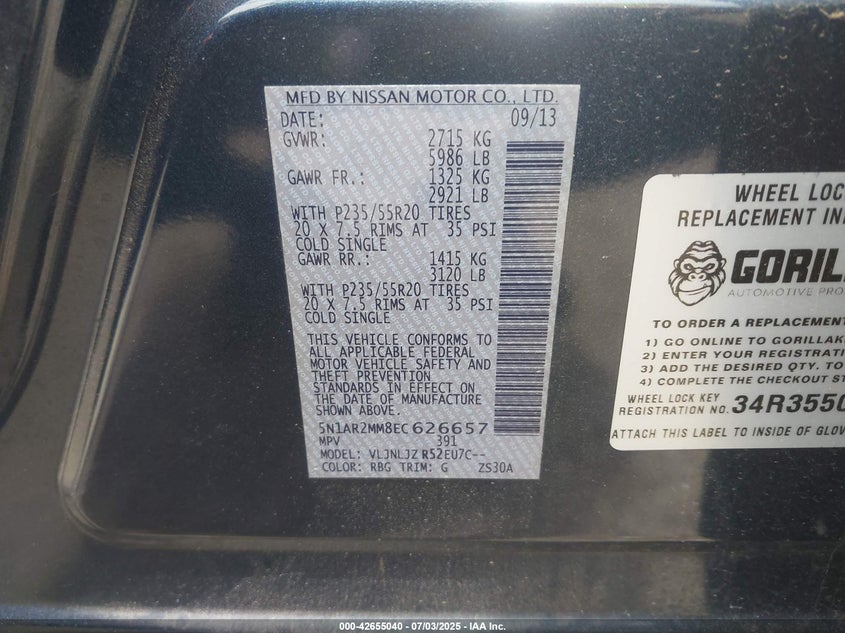 MFD BY NISSAN MOTOR CO., LTD.
DATE: 09/13
GVWR: 2715 KG
5986 LB
GAWR FR.: 1325 KG
2921 LB
WITH P235/55R20 TIRES
20 X 7.5 RIMS AT 35 PSI
COLD SINGLE
GAWR RR.: 1415 KG
3120 LB
WITH P235/55R20 TIRES
20 X 7.5 RIMS AT 35 PSI
COLD SINGLE
THIS VEHICLE CONFORMS TO
ALL APPLICABLE FEDERAL
MOTOR VEHICLE SAFETY AND
THEFT PREVENTION
STANDARDS IN EFFECT ON
THE DATE OF MANUFACTURE
SHOWN ABOVE.
5N1AR2MM8EC626657
MPV 391
MODEL: VLJNLJZ R52EU7C--
COLOR: RBG TRIM: G ZS30A
WHEEL LOC
REPLACEMENT IN
GORIL
AUTOMOTIVE PRO
TO ORDER A REPLACEMENT
1) GO ONLINE TO GORILLAK
2) ENTER YOUR REGISTRATI
3) ADD THE DESIRED QTY. TO
4) COMPLETE THE CHECKOUT ST
WHEEL LOCK KEY
REGISTRATION NO. 34R3550
ATTACH THIS LABEL TO INSIDE OF GLOV
000-42655040 - 07/03/2025 - IAA Inc.